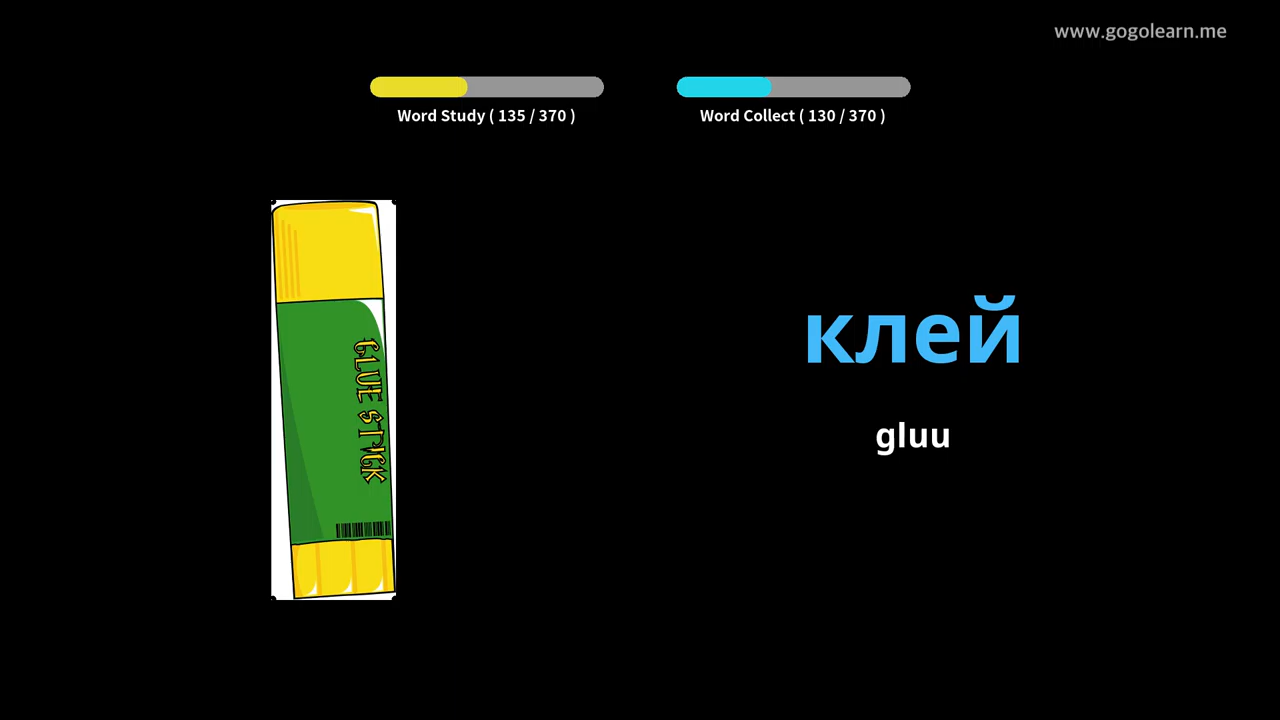 www.gogolearn.me
Word Study ( 135 / 370 )
Word Collect ( 130 / 370 )
клей
gluu
GLUE STICK